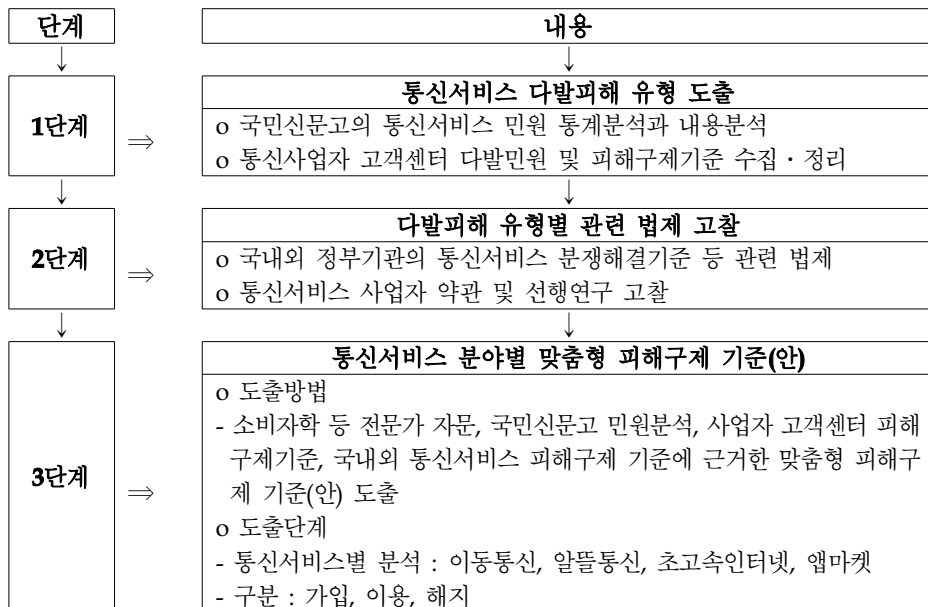 단계
내용
↓
↓
1단계
⇒
통신서비스 다발피해 유형 도출
o 국민신문고의 통신서비스 민원 통계분석과 내용분석
o 통신사업자 고객센터 다발민원 및 피해구제기준 수집·정리
↓
↓
2단계
⇒
다발피해 유형별 관련 법제 고찰
o 국내외 정부기관의 통신서비스 분쟁해결기준 등 관련 법제
o 통신서비스 사업자 약관 및 선행연구 고찰
↓
↓
3단계
⇒
통신서비스 분야별 맞춤형 피해구제 기준(안)
o 도출방법
- 소비자학 등 전문가 자문, 국민신문고 민원분석, 사업자 고객센터 피해
구제기준, 국내외 통신서비스 피해구제 기준에 근거한 맞춤형 피해구
제 기준(안) 도출
o 도출단계
- 통신서비스별 분석 : 이동통신, 알뜰통신, 초고속인터넷, 앱마켓
- 구분 : 가입, 이용, 해지